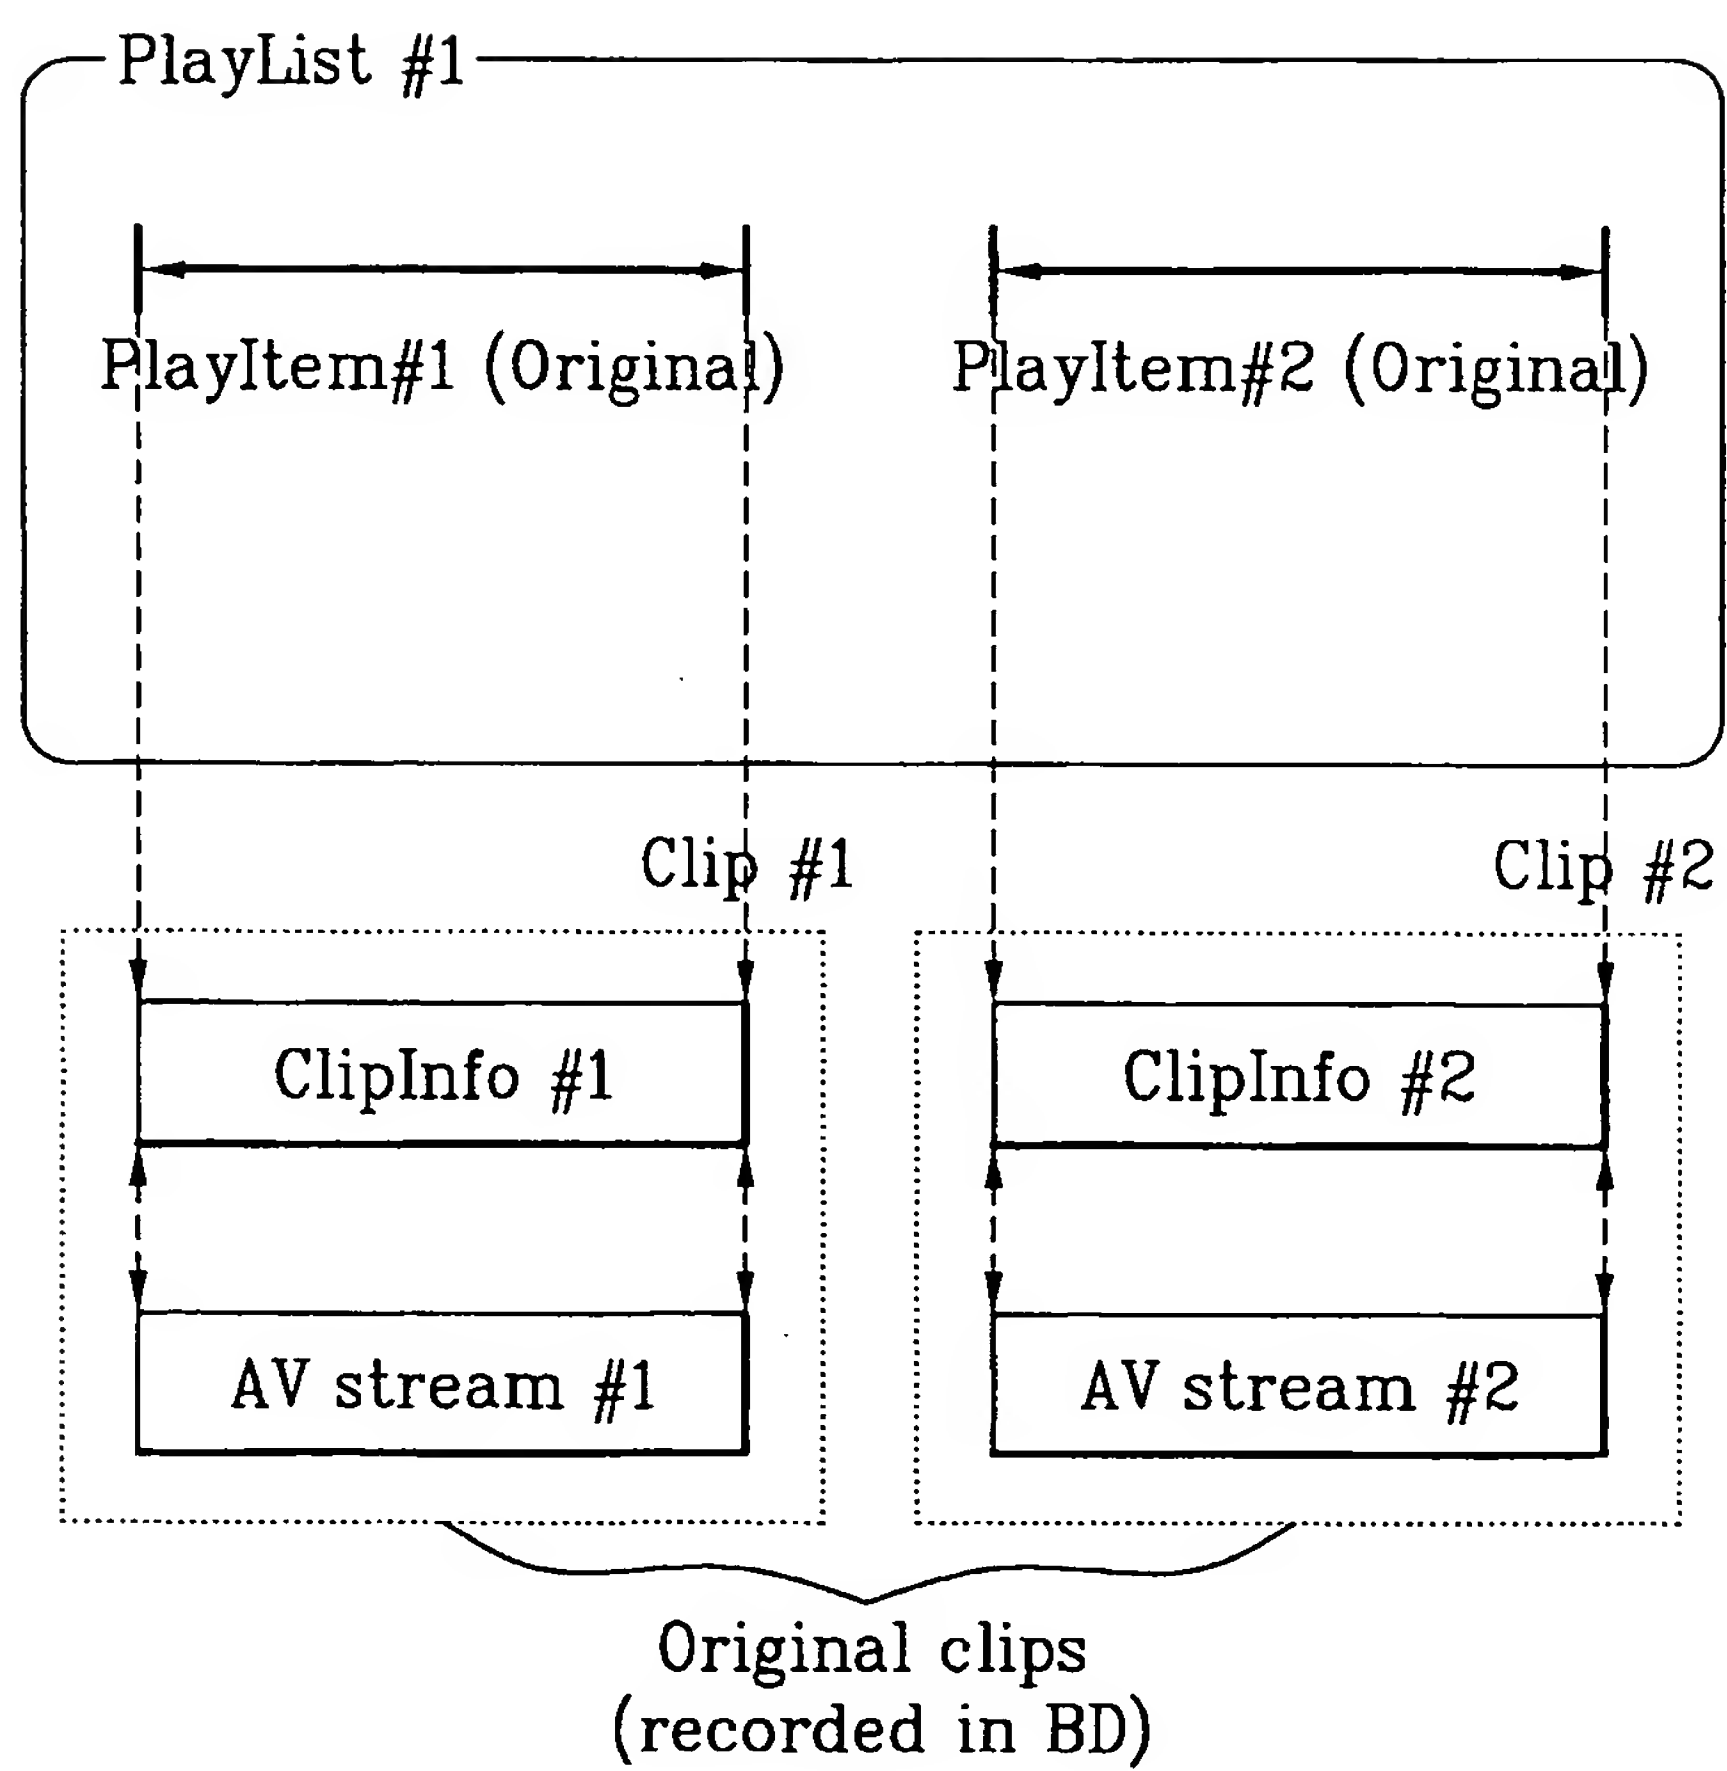 PlayList #1
PlayItem#1 (Original)
PlayItem#2 (Original)
Clip #1
Clip #2
ClipInfo #1
ClipInfo #2
AV stream #1
AV stream #2
Original clips
(recorded in BD)